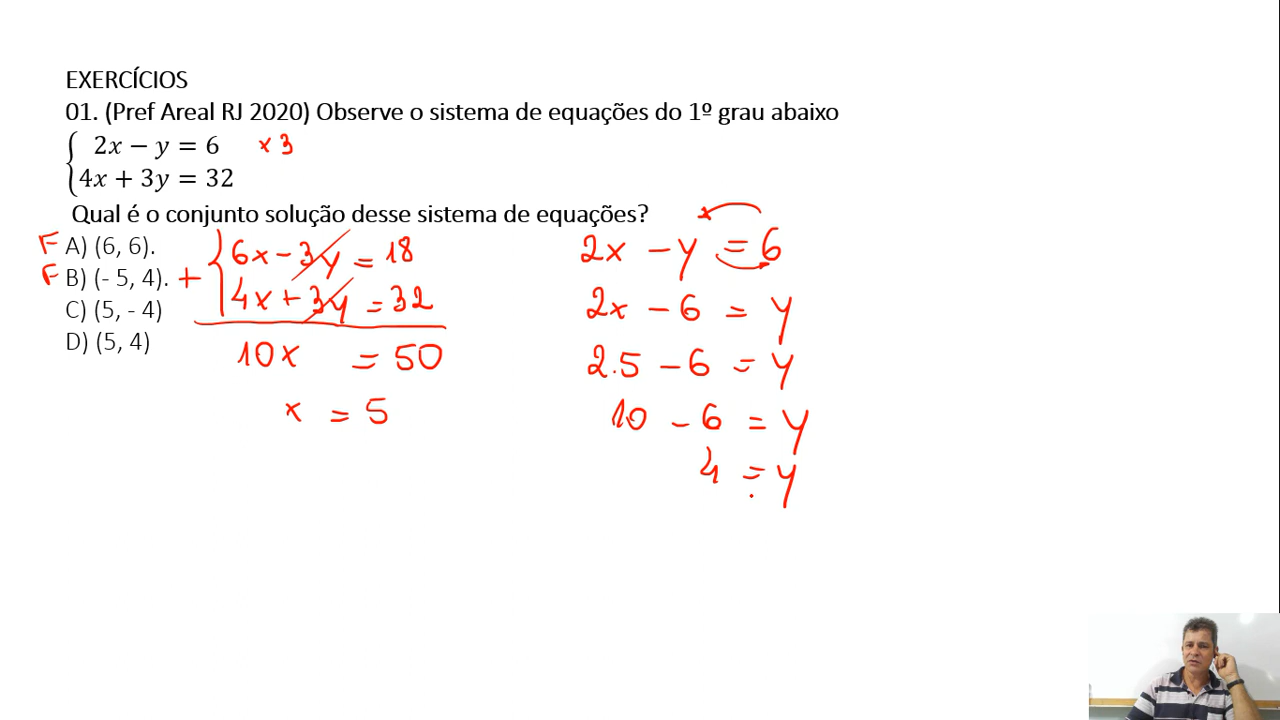 EXERCÍCIOS
01. (Pref Areal RJ 2020) Observe o sistema de equações do 1º grau abaixo
2x − y = 6 x 3
4x + 3y = 32
Qual é o conjunto solução desse sistema de equações?
F A) (6, 6).
F B) (- 5, 4).
C) (5, - 4)
D) (5, 4)
+ { 6x - 3y = 18
4x + 3y = 32
10x = 50
x = 5
2x - y = 6
2x - 6 = y
2.5 - 6 = y
10 - 6 = y
4 = y